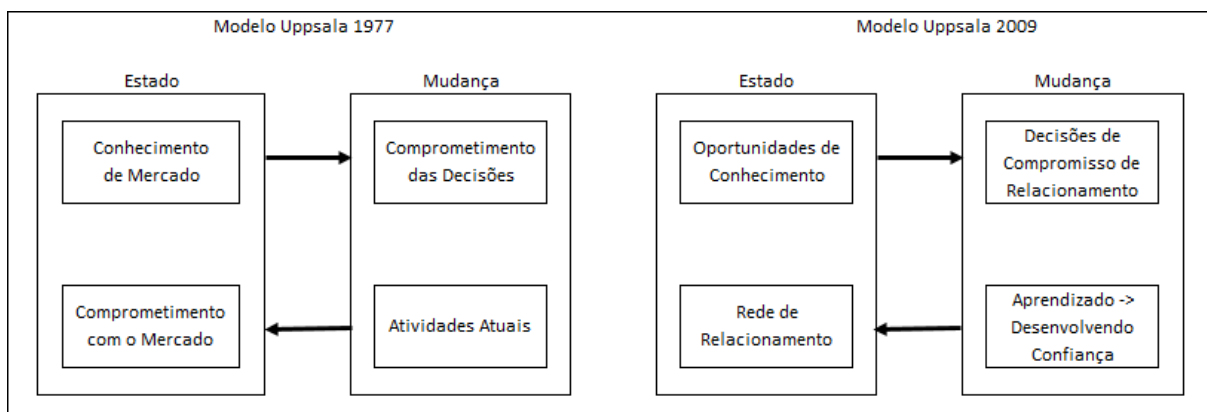 Modelo Uppsala 1977
Estado
Mudança
Conhecimento
de Mercado
Comprometimento
das Decisões
Comprometimento
com o Mercado
Atividades Atuais
Modelo Uppsala 2009
Estado
Mudança
Oportunidades de
Conhecimento
Decisões de
Compromisso de
Relacionamento
Rede de
Relacionamento
Aprendizado ->
Desenvolvendo
Confiança